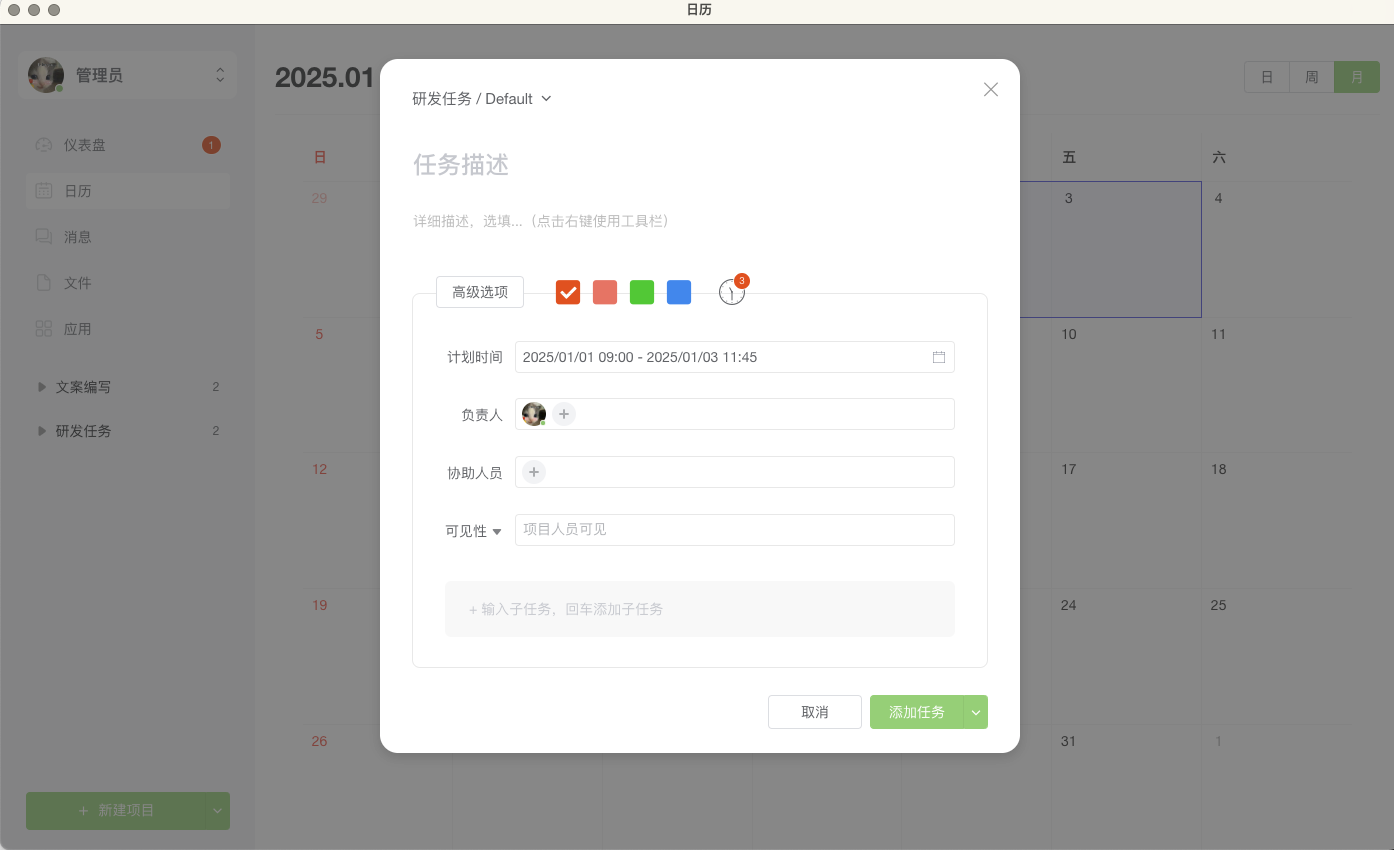 日历
管理员
仪表盘 1
日历
消息
文件
应用
文案编写 2
研发任务 2
+ 新建项目
2025.01
日 周 月
日 五 六
29 3 4
5 10 11
12 17 18
19 24 25
26 31 1
研发任务 / Default
任务描述
详细描述，选填...（点击右键使用工具栏）
高级选项 3
计划时间 2025/01/01 09:00 - 2025/01/03 11:45
负责人
协助人员
可见性 项目人员可见
+ 输入子任务，回车添加子任务
取消 添加任务